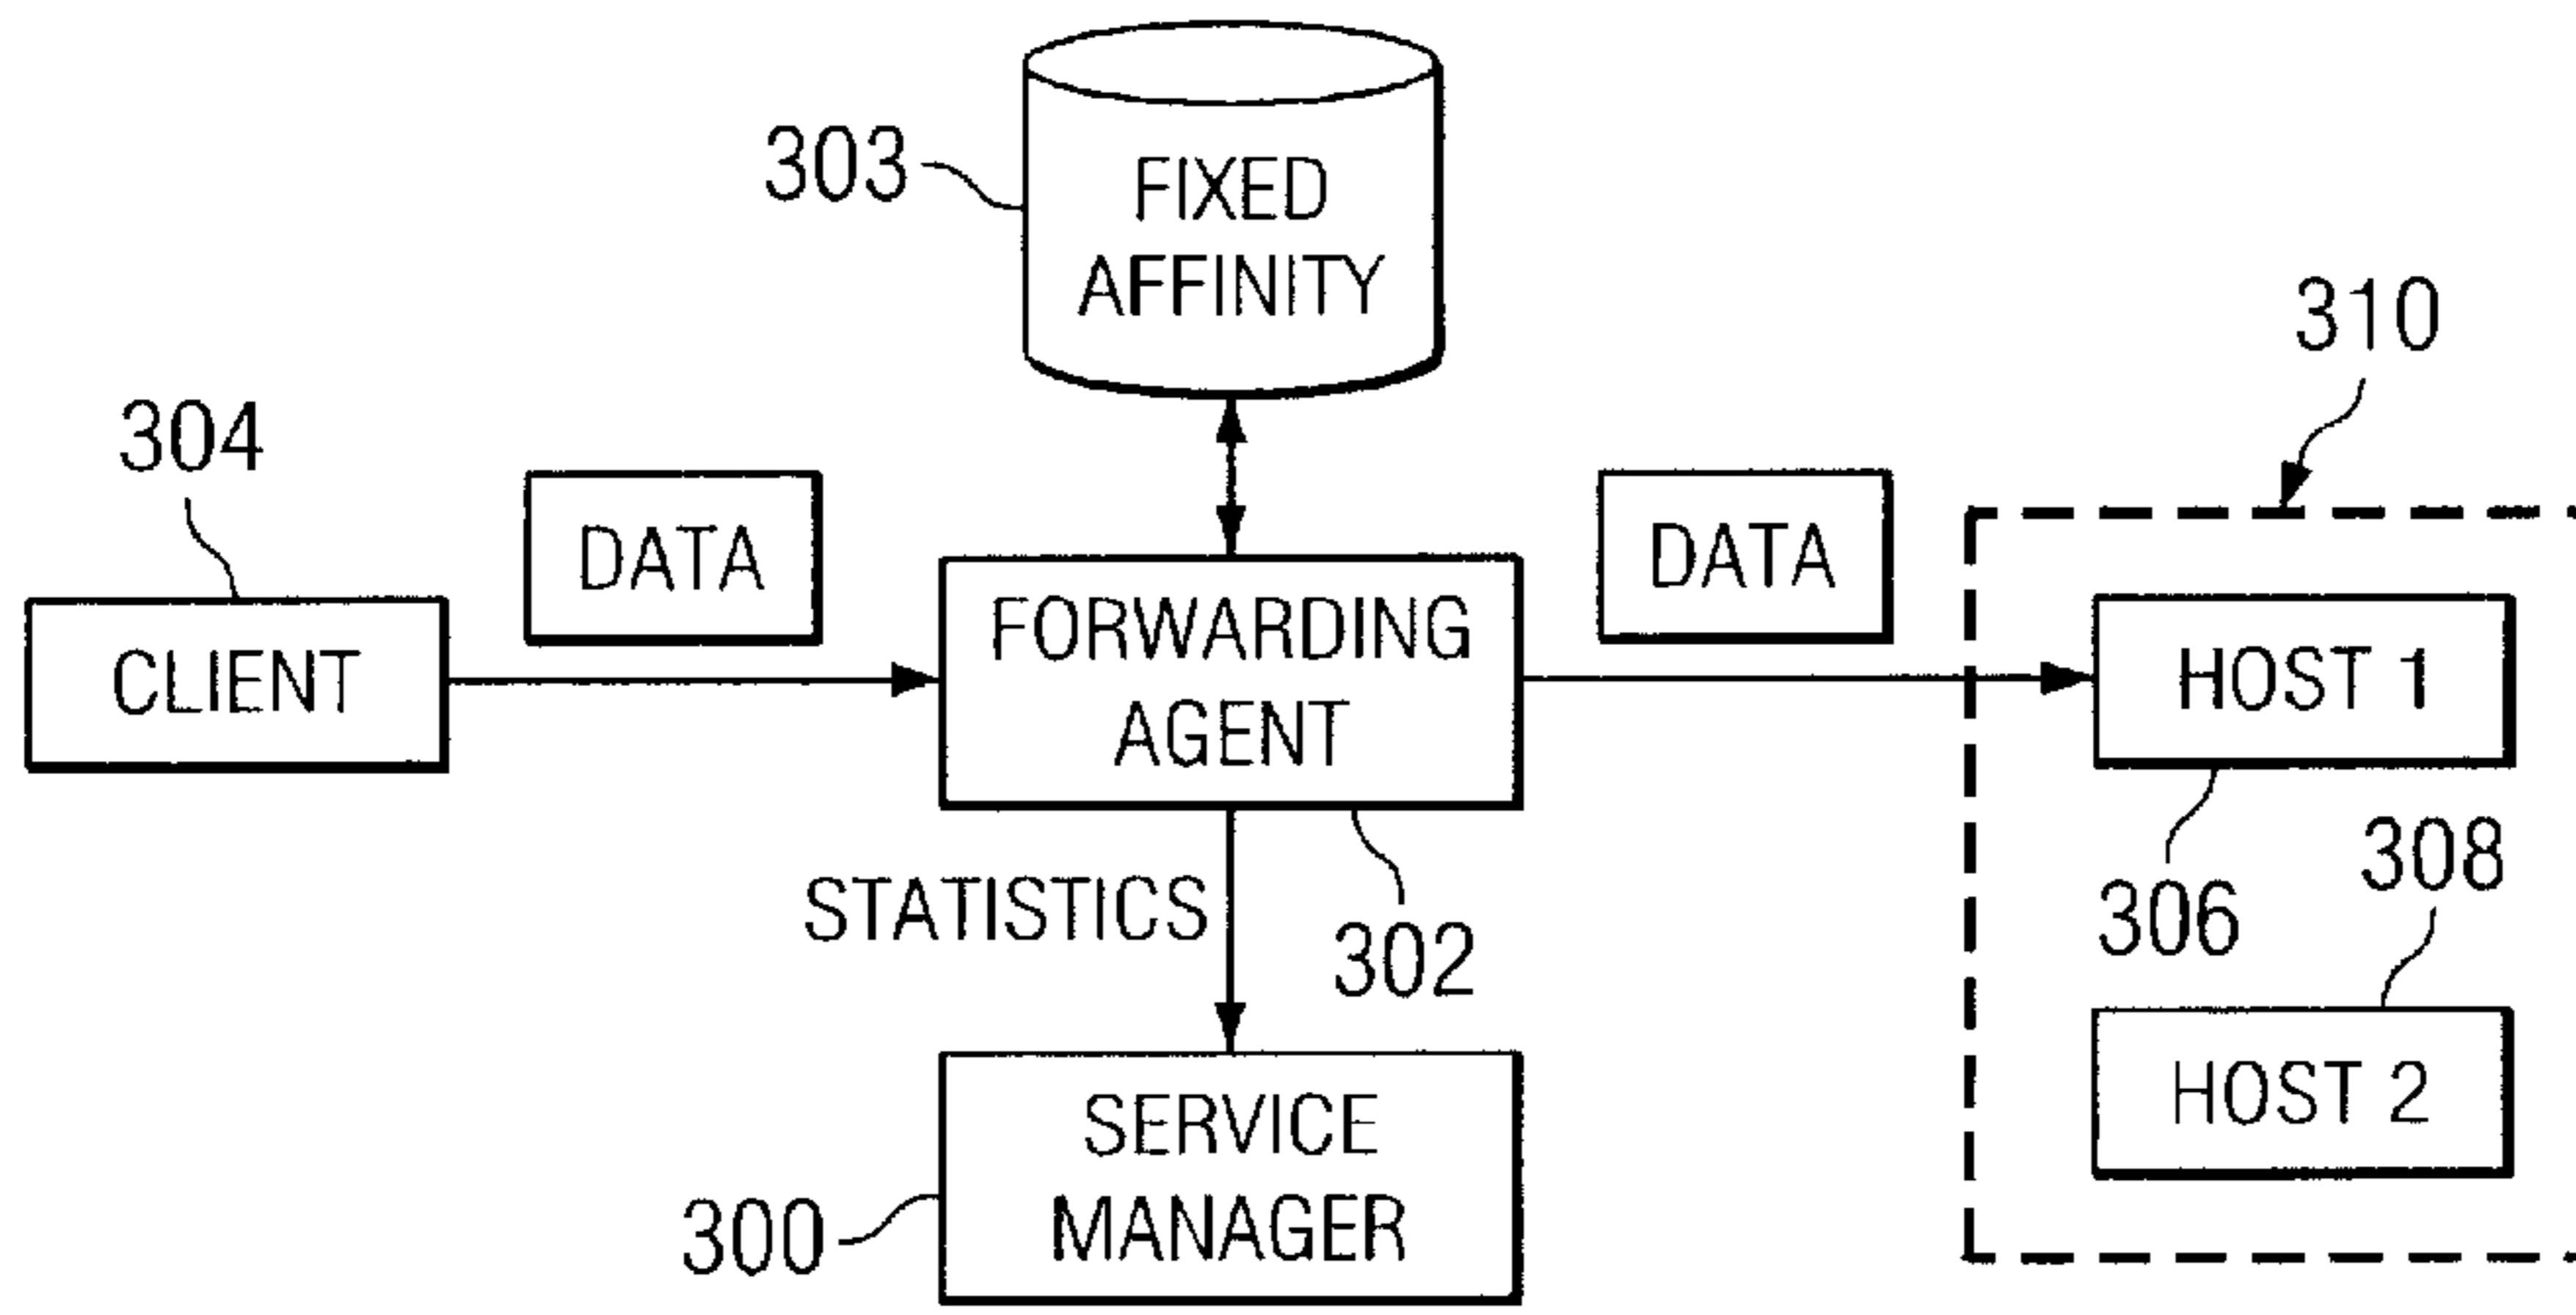 303
FIXED
AFFINITY
310
304
DATA
DATA
CLIENT
FORWARDING
AGENT
HOST 1
STATISTICS
302
306
308
300
SERVICE
MANAGER
HOST 2